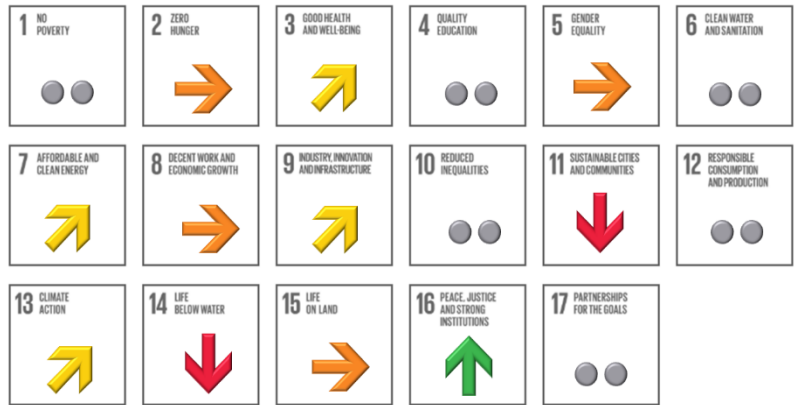 1 NO
POVERTY
2 ZERO
HUNGER
3 GOOD HEALTH
AND WELL-BEING
4 QUALITY
EDUCATION
5 GENDER
EQUALITY
6 CLEAN WATER
AND SANITATION
7 AFFORDABLE AND
CLEAN ENERGY
8 DECENT WORK AND
ECONOMIC GROWTH
9 INDUSTRY, INNOVATION
AND INFRASTRUCTURE
10 REDUCED
INEQUALITIES
11 SUSTAINABLE CITIES
AND COMMUNITIES
12 RESPONSIBLE
CONSUMPTION
AND PRODUCTION
13 CLIMATE
ACTION
14 LIFE
BELOW WATER
15 LIFE
ON LAND
16 PEACE, JUSTICE
AND STRONG
INSTITUTIONS
17 PARTNERSHIPS
FOR THE GOALS